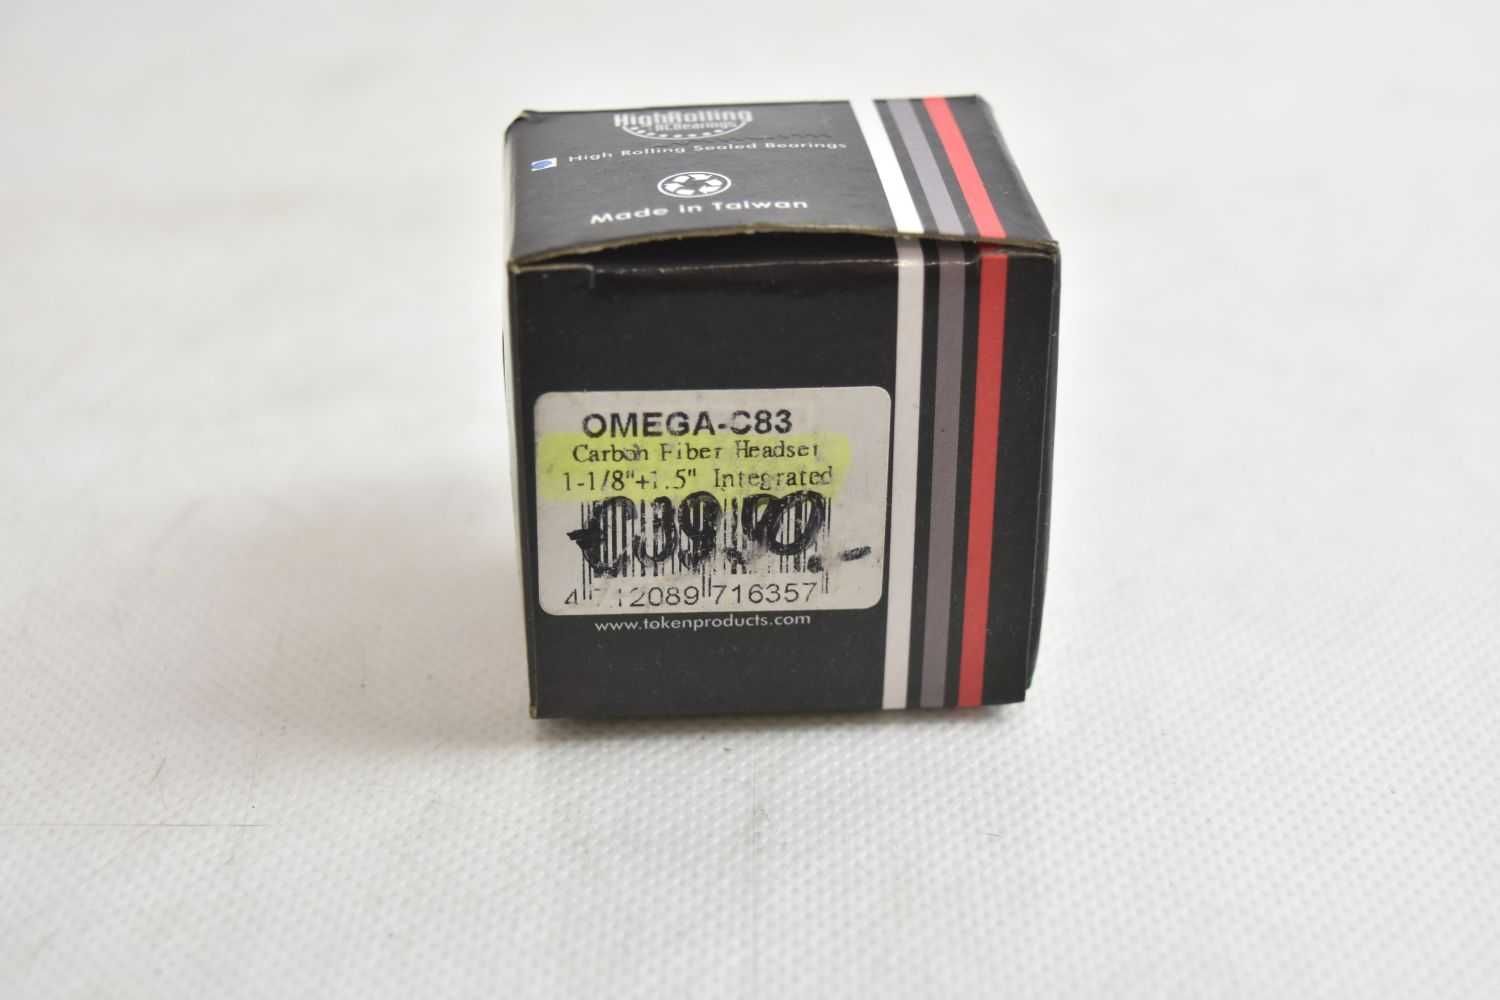 HighRolling
High Rolling Sealed Bearings
Made in Taiwan
OMEGA-C83
Carbon Fiber Headset
1-1/8"+1.5" Integrated
4 712089 716357
www.tokenproducts.com